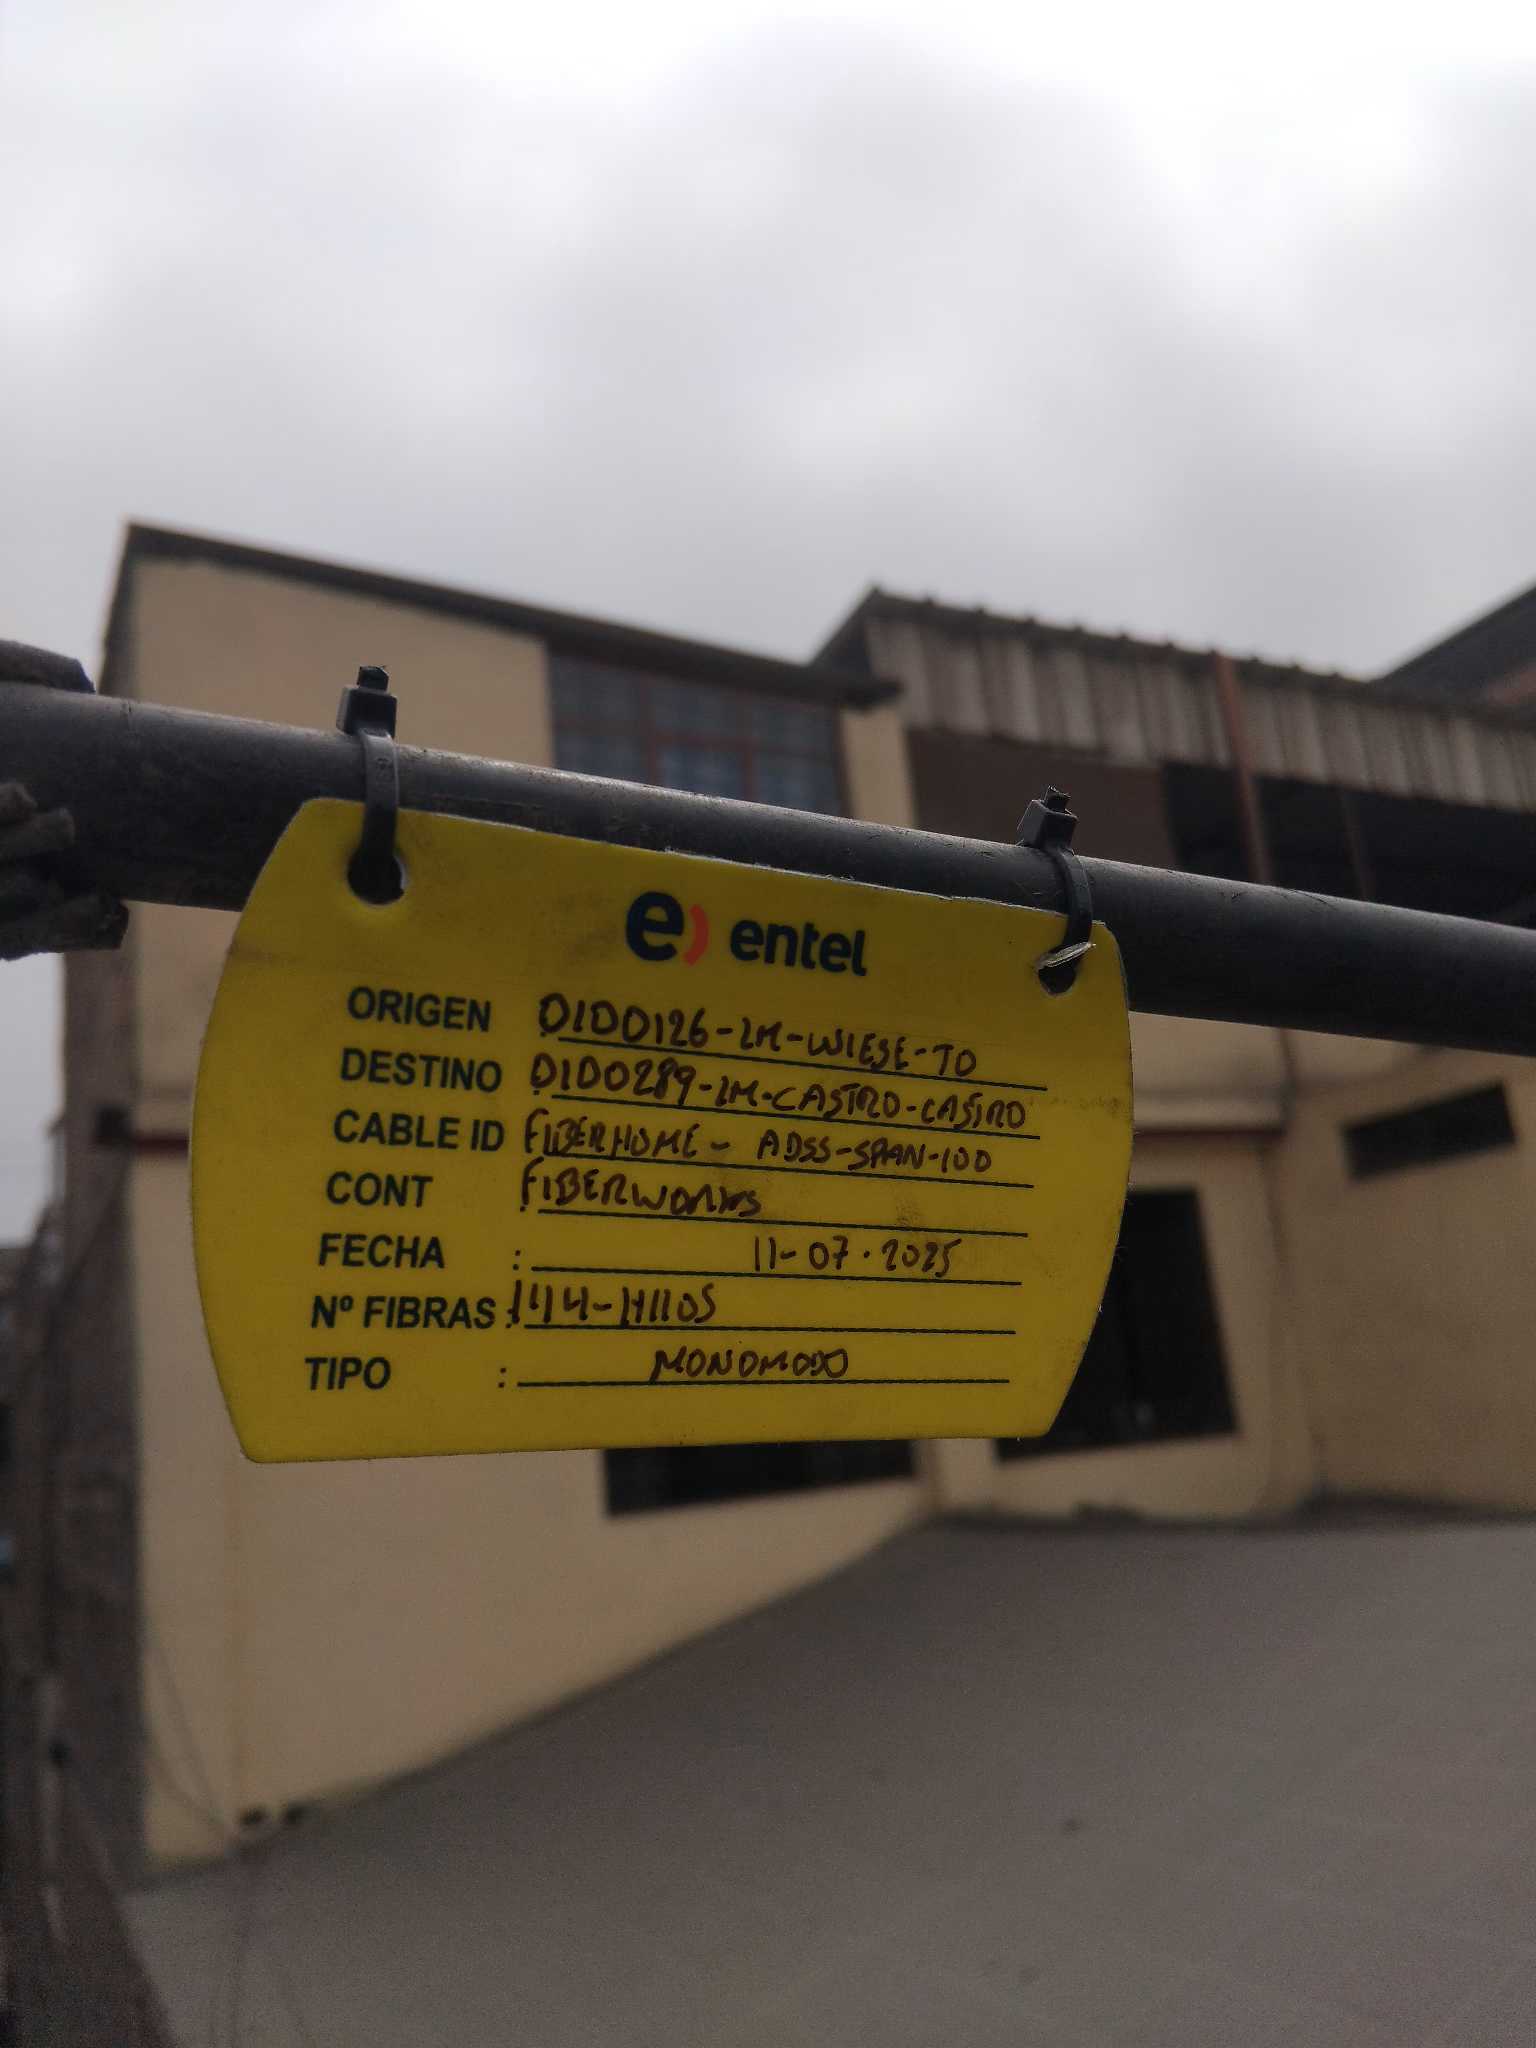 e) entel
ORIGEN : 0100126-LM-WIESE-TO
DESTINO : 0100289-LM-CASTRO-CASTRO
CABLE ID FIBERHOME - ADSS-SPAN-100
CONT : FIBERWORKS
FECHA : 11-07-2025
Nº FIBRAS : 144-HILOS
TIPO : MONOMODO